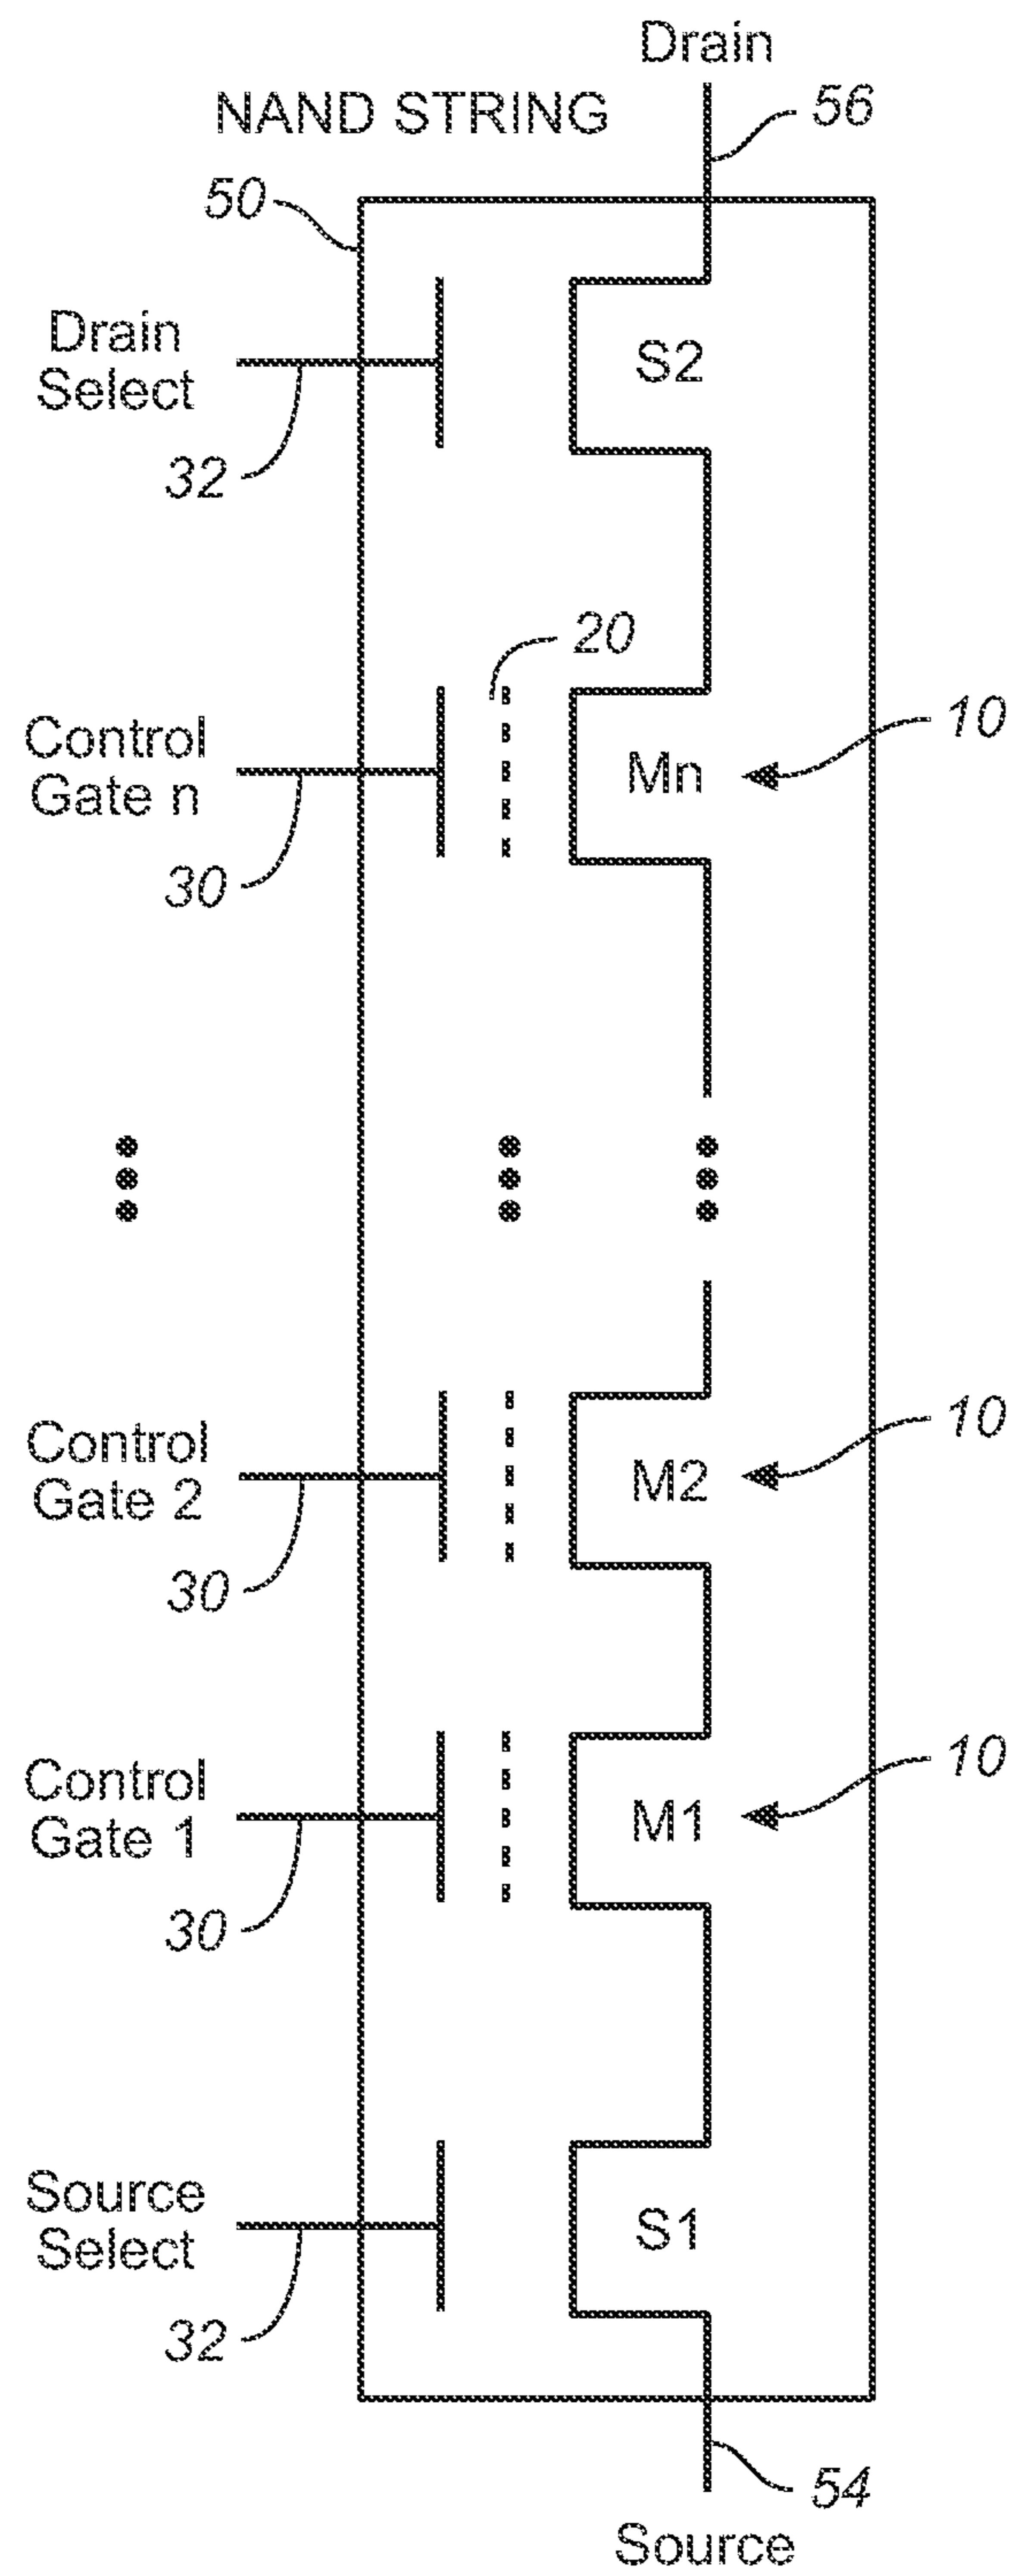 Drain
56
NAND STRING
50
Drain
Select
S2
32
20
Control
Gate n
Mn
10
30
Control
Gate 2
M2
10
30
Control
Gate 1
M1
10
30
Source
Select
S1
32
54
Source